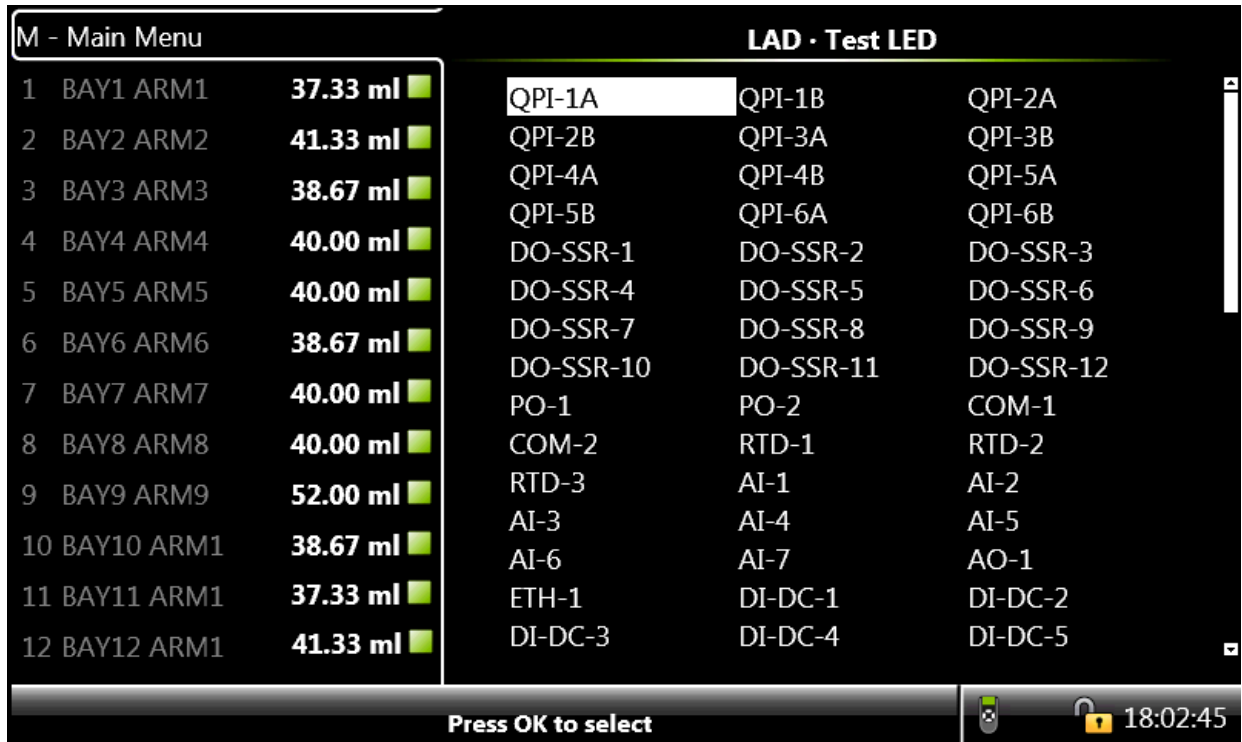 M - Main Menu
LAD · Test LED
1 BAY1 ARM1 37.33 ml
2 BAY2 ARM2 41.33 ml
3 BAY3 ARM3 38.67 ml
4 BAY4 ARM4 40.00 ml
5 BAY5 ARM5 40.00 ml
6 BAY6 ARM6 38.67 ml
7 BAY7 ARM7 40.00 ml
8 BAY8 ARM8 40.00 ml
9 BAY9 ARM9 52.00 ml
10 BAY10 ARM1 38.67 ml
11 BAY11 ARM1 37.33 ml
12 BAY12 ARM1 41.33 ml
QPI-1A QPI-1B QPI-2A
QPI-2B QPI-3A QPI-3B
QPI-4A QPI-4B QPI-5A
QPI-5B QPI-6A QPI-6B
DO-SSR-1 DO-SSR-2 DO-SSR-3
DO-SSR-4 DO-SSR-5 DO-SSR-6
DO-SSR-7 DO-SSR-8 DO-SSR-9
DO-SSR-10 DO-SSR-11 DO-SSR-12
PO-1 PO-2 COM-1
COM-2 RTD-1 RTD-2
RTD-3 AI-1 AI-2
AI-3 AI-4 AI-5
AI-6 AI-7 AO-1
ETH-1 DI-DC-1 DI-DC-2
DI-DC-3 DI-DC-4 DI-DC-5
Press OK to select
18:02:45